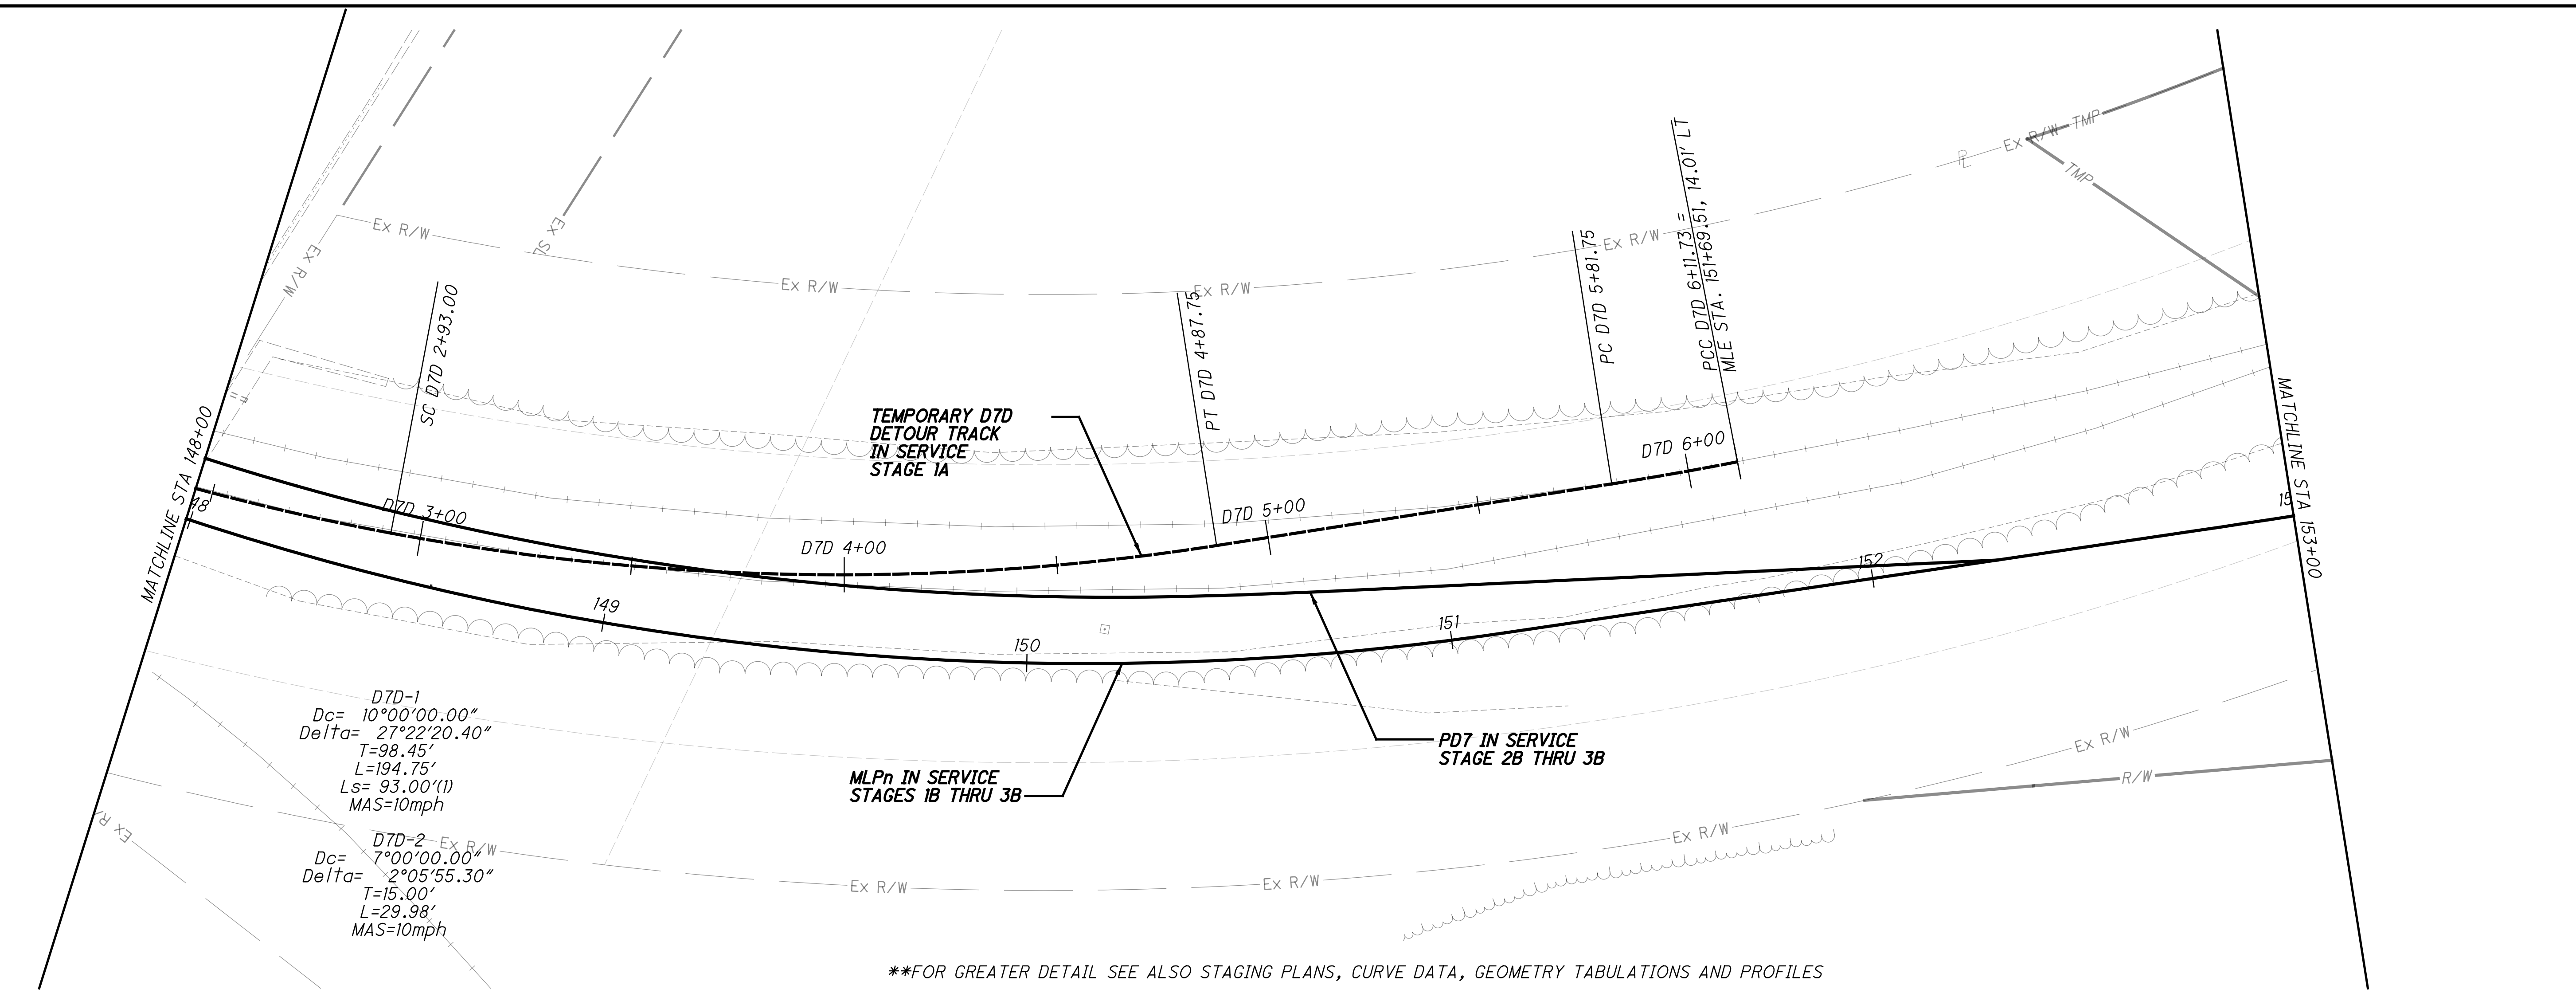 Ex R/W TMP
TMP
PL
Ex R/W
Ex SL
Ex R/W
Ex R/W
Ex R/W
Ex R/W
SC D7D 2+93.00
PT D7D 4+87.75
PC D7D 5+81.75
PCC D7D 6+11.73 =
MLE STA. 151+69.51, 14.01' LT
MATCHLINE STA 148+00
MATCHLINE STA 153+00
TEMPORARY D7D
DETOUR TRACK
IN SERVICE
STAGE 1A
D7D 3+00
D7D 4+00
D7D 5+00
D7D 6+00
48
149
150
151
152
15
D7D-1
Dc= 10°00'00.00"
Delta= 27°22'20.40"
T=98.45'
L=194.75'
Ls= 93.00'(1)
MAS=10mph
D7D-2
Dc= 7°00'00.00"
Delta= 2°05'55.30"
T=15.00'
L=29.98'
MAS=10mph
MLPn IN SERVICE
STAGES 1B THRU 3B
PD7 IN SERVICE
STAGE 2B THRU 3B
Ex R/W
R/W
Ex R/W
Ex R/W
Ex R/W
Ex R/W
Ex R/
**FOR GREATER DETAIL SEE ALSO STAGING PLANS, CURVE DATA, GEOMETRY TABULATIONS AND PROFILES